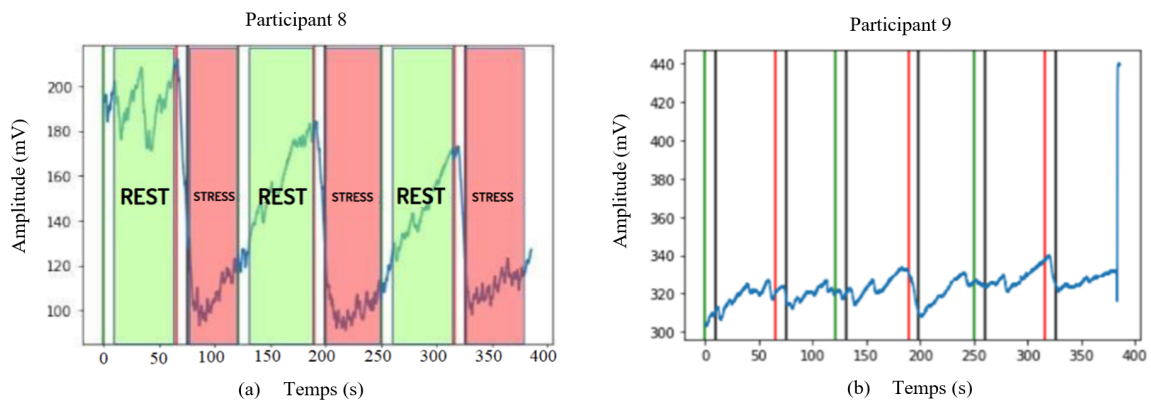 Participant 8
Amplitude (mV)
200
180
160
140
120
100
REST
STRESS
REST
STRESS
REST
STRESS
0 50 100 150 200 250 300 350 400
(a) Temps (s)
Participant 9
Amplitude (mV)
440
420
400
380
360
340
320
300
0 50 100 150 200 250 300 350 400
(b) Temps (s)